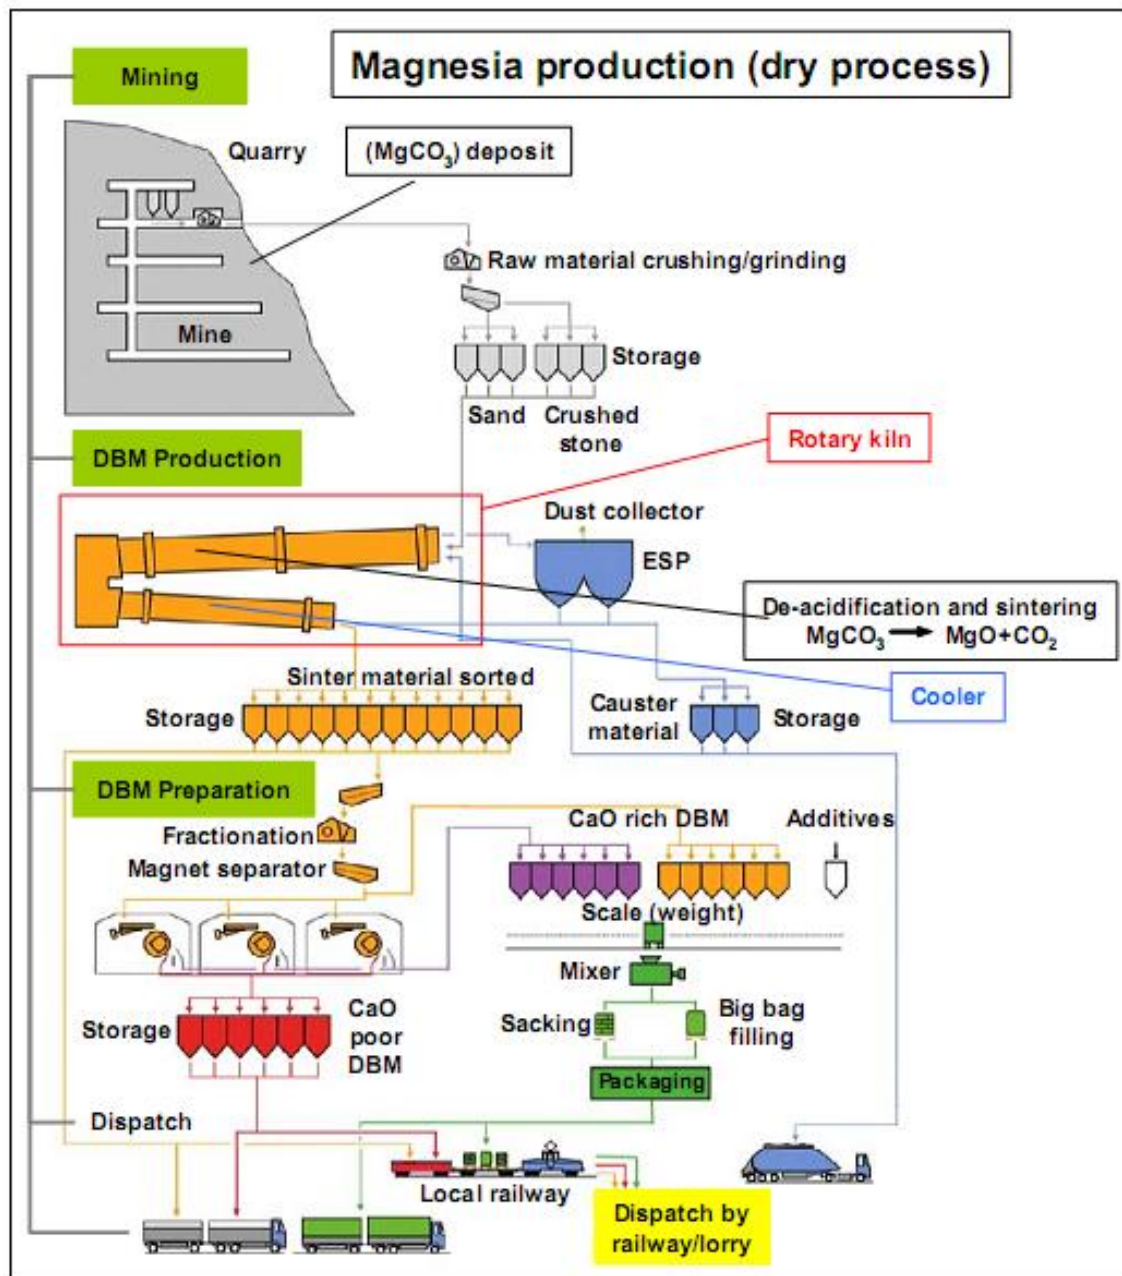 Magnesia production (dry process)
Mining
Quarry
(MgCO₃) deposit
Raw material crushing/grinding
Mine
Storage
Sand
Crushed
stone
Rotary kiln
DBM Production
Dust collector
ESP
De-acidification and sintering
MgCO₃ → MgO+CO₂
Cooler
Sinter material sorted
Storage
Causter
material
Storage
DBM Preparation
Fractionation
Magnet separator
CaO rich DBM
Additives
Scale (weight)
Mixer
Sacking
Big bag
filling
Storage
CaO
poor
DBM
Packaging
Dispatch
Local railway
Dispatch by
railway/lorry